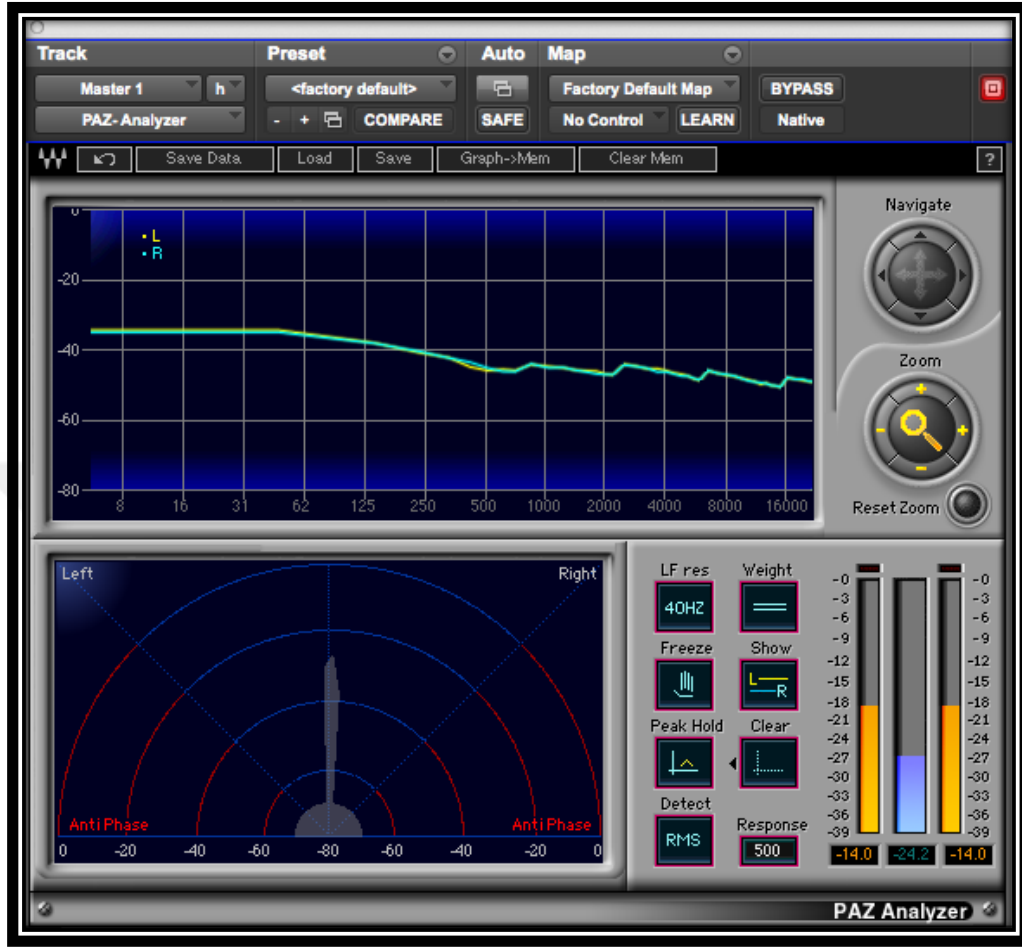 Track Preset Auto Map
Master 1 h <factory default> Factory Default Map BYPASS
PAZ- Analyzer - + COMPARE SAFE No Control LEARN Native
Save Data Load Save Graph->Mem Clear Mem ?
Navigate
0
L
R
-20
-40
-60
-80
8 16 31 62 125 250 500 1000 2000 4000 8000 16000
Zoom
+
- +
-
Reset Zoom
Left Right
Anti Phase Anti Phase
0 -20 -40 -60 -80 -60 -40 -20 0
LF res Weight
40HZ
Freeze Show
L
R
Peak Hold Clear
Detect
RMS
Response
500
-0 -0
-3 -3
-6 -6
-9 -9
-12 -12
-15 -15
-18 -18
-21 -21
-24 -24
-27 -27
-30 -30
-33 -33
-36 -36
-39 -39
-14.0 -24.2 -14.0
PAZ Analyzer